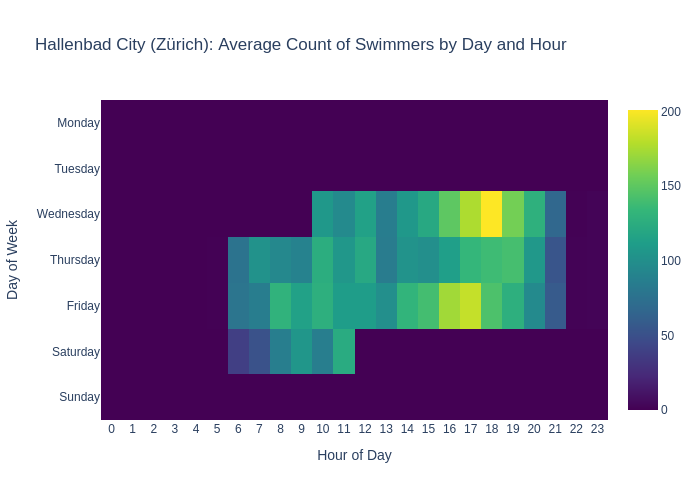 Hallenbad City (Zürich): Average Count of Swimmers by Day and Hour
Monday
Tuesday
Wednesday
Thursday
Friday
Saturday
Sunday
Day of Week
0 1 2 3 4 5 6 7 8 9 10 11 12 13 14 15 16 17 18 19 20 21 22 23
Hour of Day
200
150
100
50
0